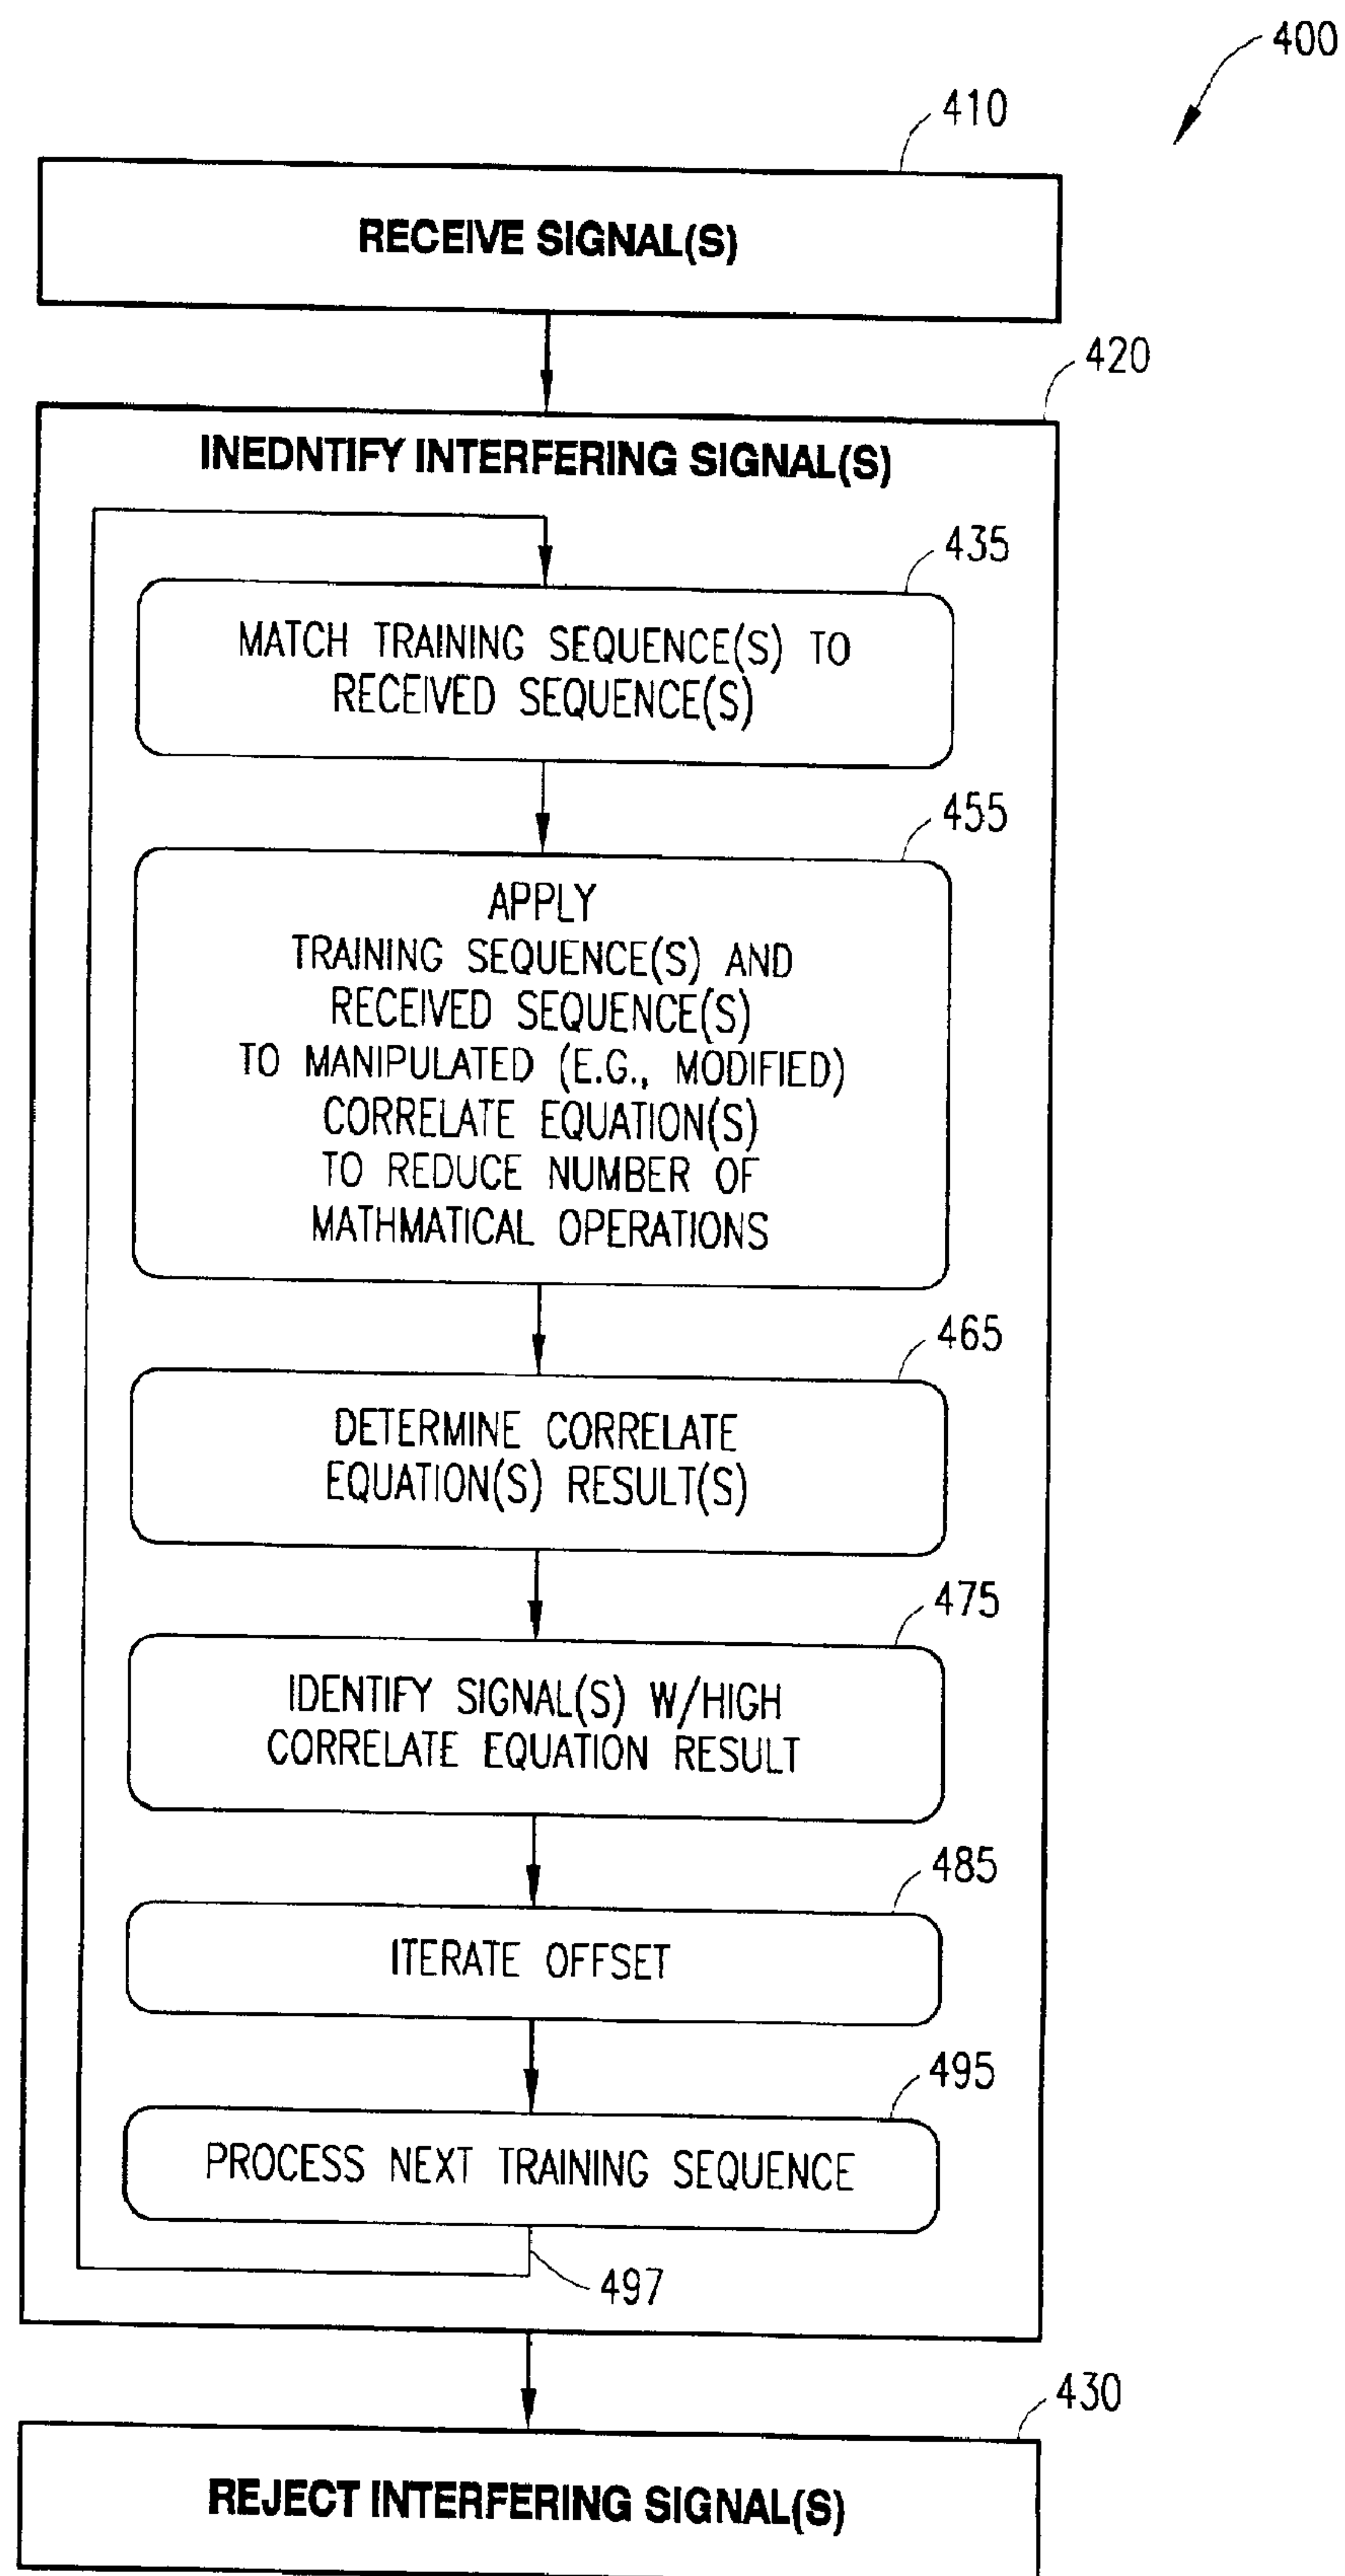 400
410
RECEIVE SIGNAL(S)
420
INEDNTIFY INTERFERING SIGNAL(S)
435
MATCH TRAINING SEQUENCE(S) TO
RECEIVED SEQUENCE(S)
455
APPLY
TRAINING SEQUENCE(S) AND
RECEIVED SEQUENCE(S)
TO MANIPULATED (E.G., MODIFIED)
CORRELATE EQUATION(S)
TO REDUCE NUMBER OF
MATHMATICAL OPERATIONS
465
DETERMINE CORRELATE
EQUATION(S) RESULT(S)
475
IDENTIFY SIGNAL(S) W/HIGH
CORRELATE EQUATION RESULT
485
ITERATE OFFSET
495
PROCESS NEXT TRAINING SEQUENCE
497
430
REJECT INTERFERING SIGNAL(S)